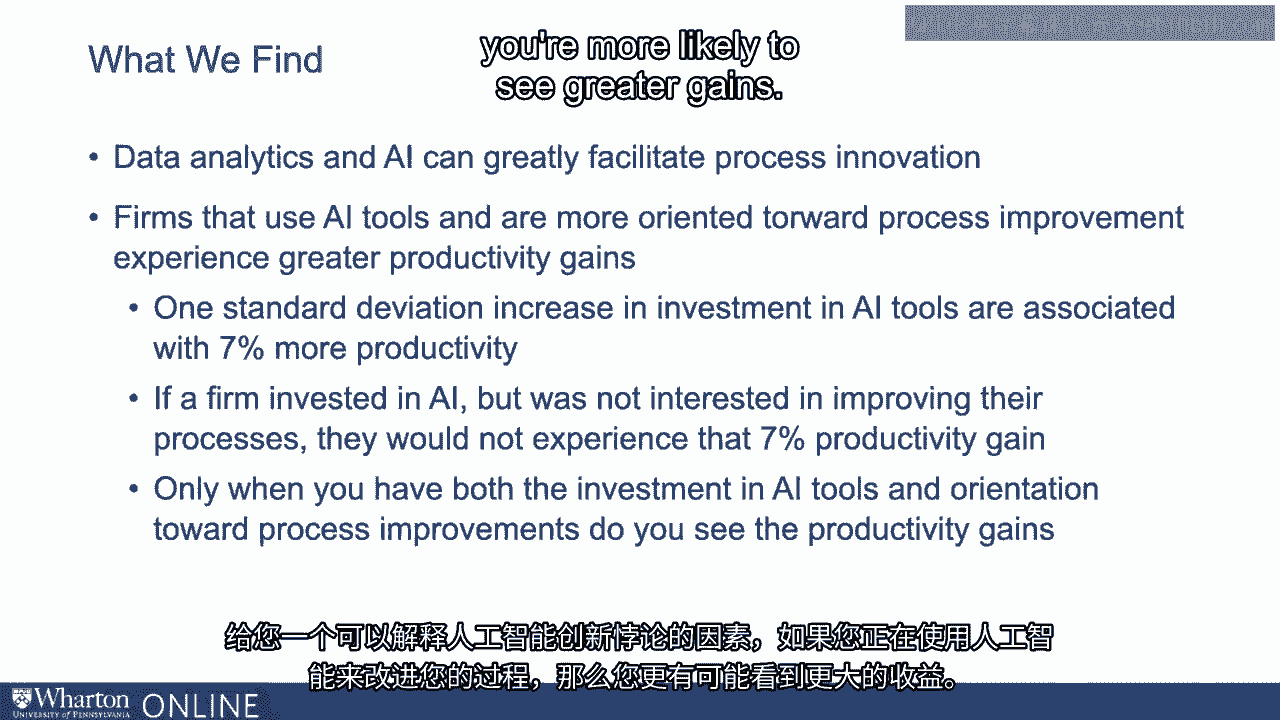 What We Find
you're more likely to
see greater gains.
• Data analytics and AI can greatly facilitate process innovation
• Firms that use AI tools and are more oriented torward process improvement
experience greater productivity gains
• One standard deviation increase in investment in AI tools are associated
with 7% more productivity
• If a firm invested in AI, but was not interested in improving their
processes, they would not experience that 7% productivity gain
• Only when you have both the investment in AI tools and orientation
toward process improvements do you see the productivity gains
给您一个可以解释人工智能创新悖论的因素，如果您正在使用人工智
能来改进您的过程，那么您更有可能看到更大的收益。
Wharton ONLINE
UNIVERSITY of PENNSYLVANIA